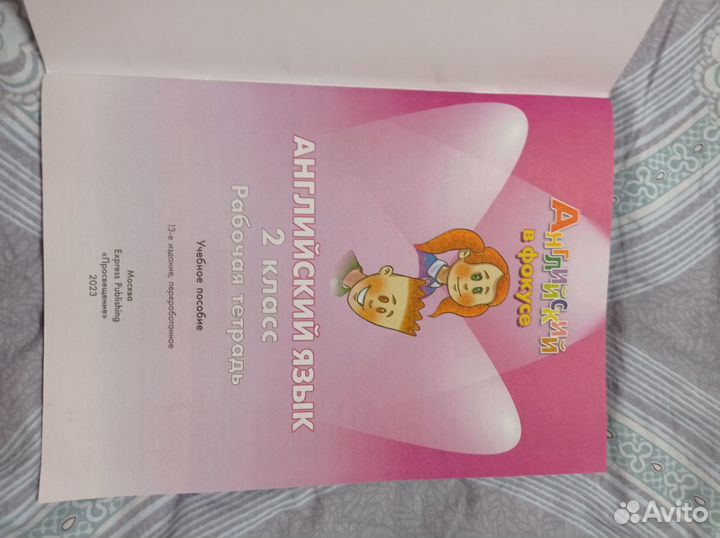 Английский
в фокусе
АНГЛИЙСКИЙ ЯЗЫК
2 класс
Рабочая тетрадь
Учебное пособие
13-е издание, переработанное
Москва
Express Publishing
«Просвещение»
2023
Avito